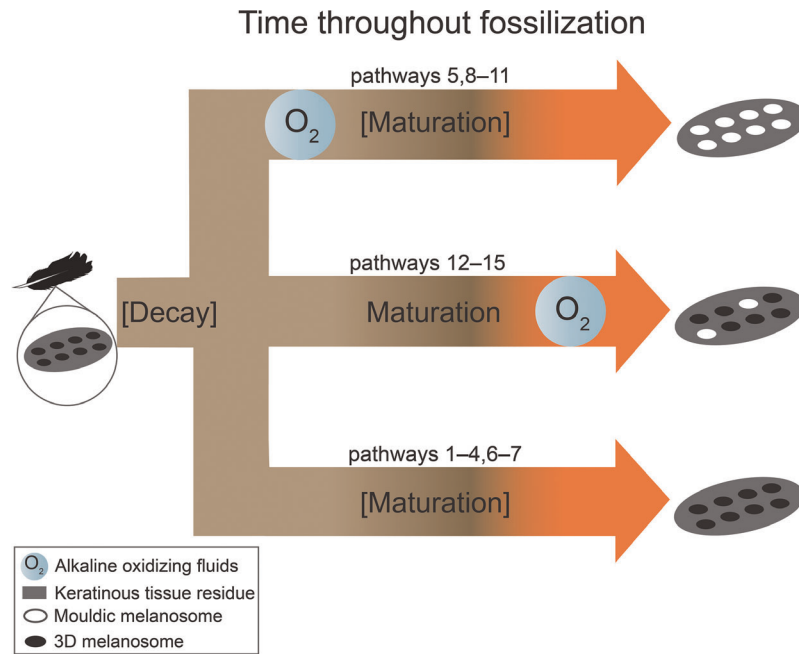 Time throughout fossilization
pathways 5,8–11
O2
[Maturation]
pathways 12–15
[Decay]
Maturation
O2
pathways 1–4,6–7
[Maturation]
O2 Alkaline oxidizing fluids
Keratinous tissue residue
Mouldic melanosome
3D melanosome